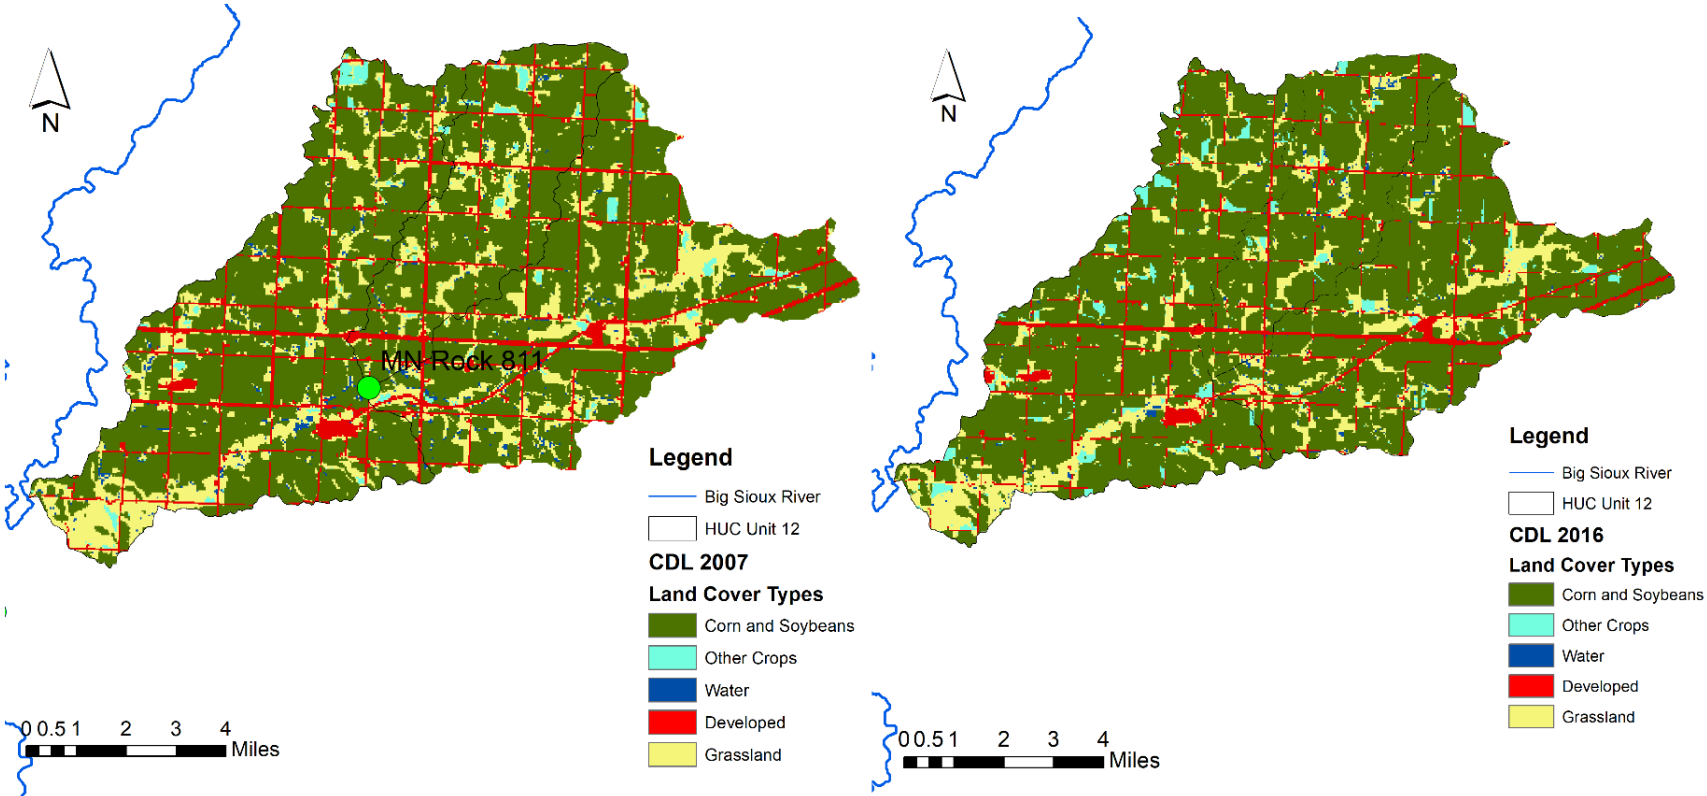 N
MN Rock 811
Legend
Big Sioux River
HUC Unit 12
CDL 2007
Land Cover Types
Corn and Soybeans
Other Crops
Water
Developed
Grassland
0 0.5 1 2 3 4
Miles
N
Legend
Big Sioux River
HUC Unit 12
CDL 2016
Land Cover Types
Corn and Soybeans
Other Crops
Water
Developed
Grassland
0 0.5 1 2 3 4
Miles